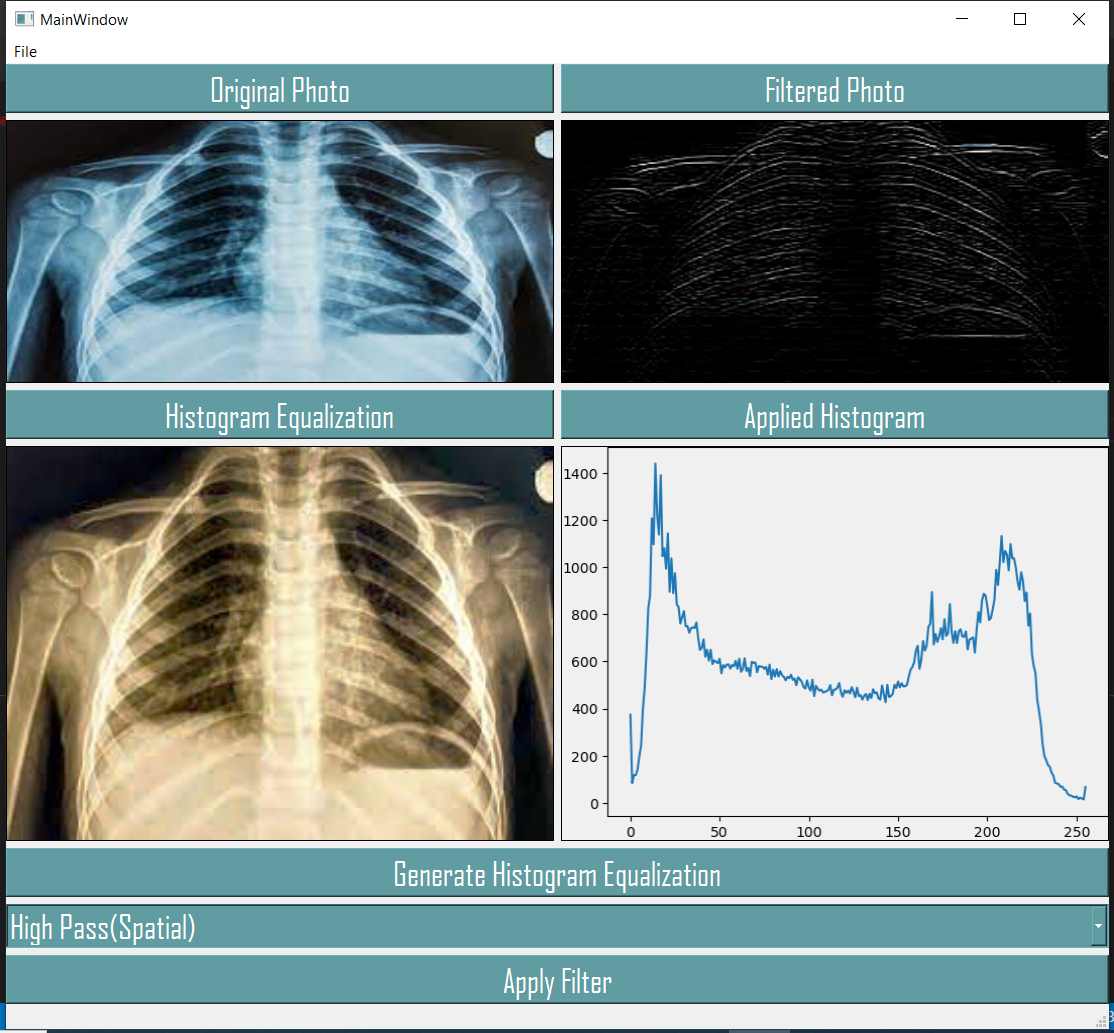 MainWindow
File
Original Photo
Filtered Photo
Histogram Equalization
Applied Histogram
1400
1200
1000
800
600
400
200
0
0 50 100 150 200 250
Generate Histogram Equalization
High Pass(Spatial)
Apply Filter